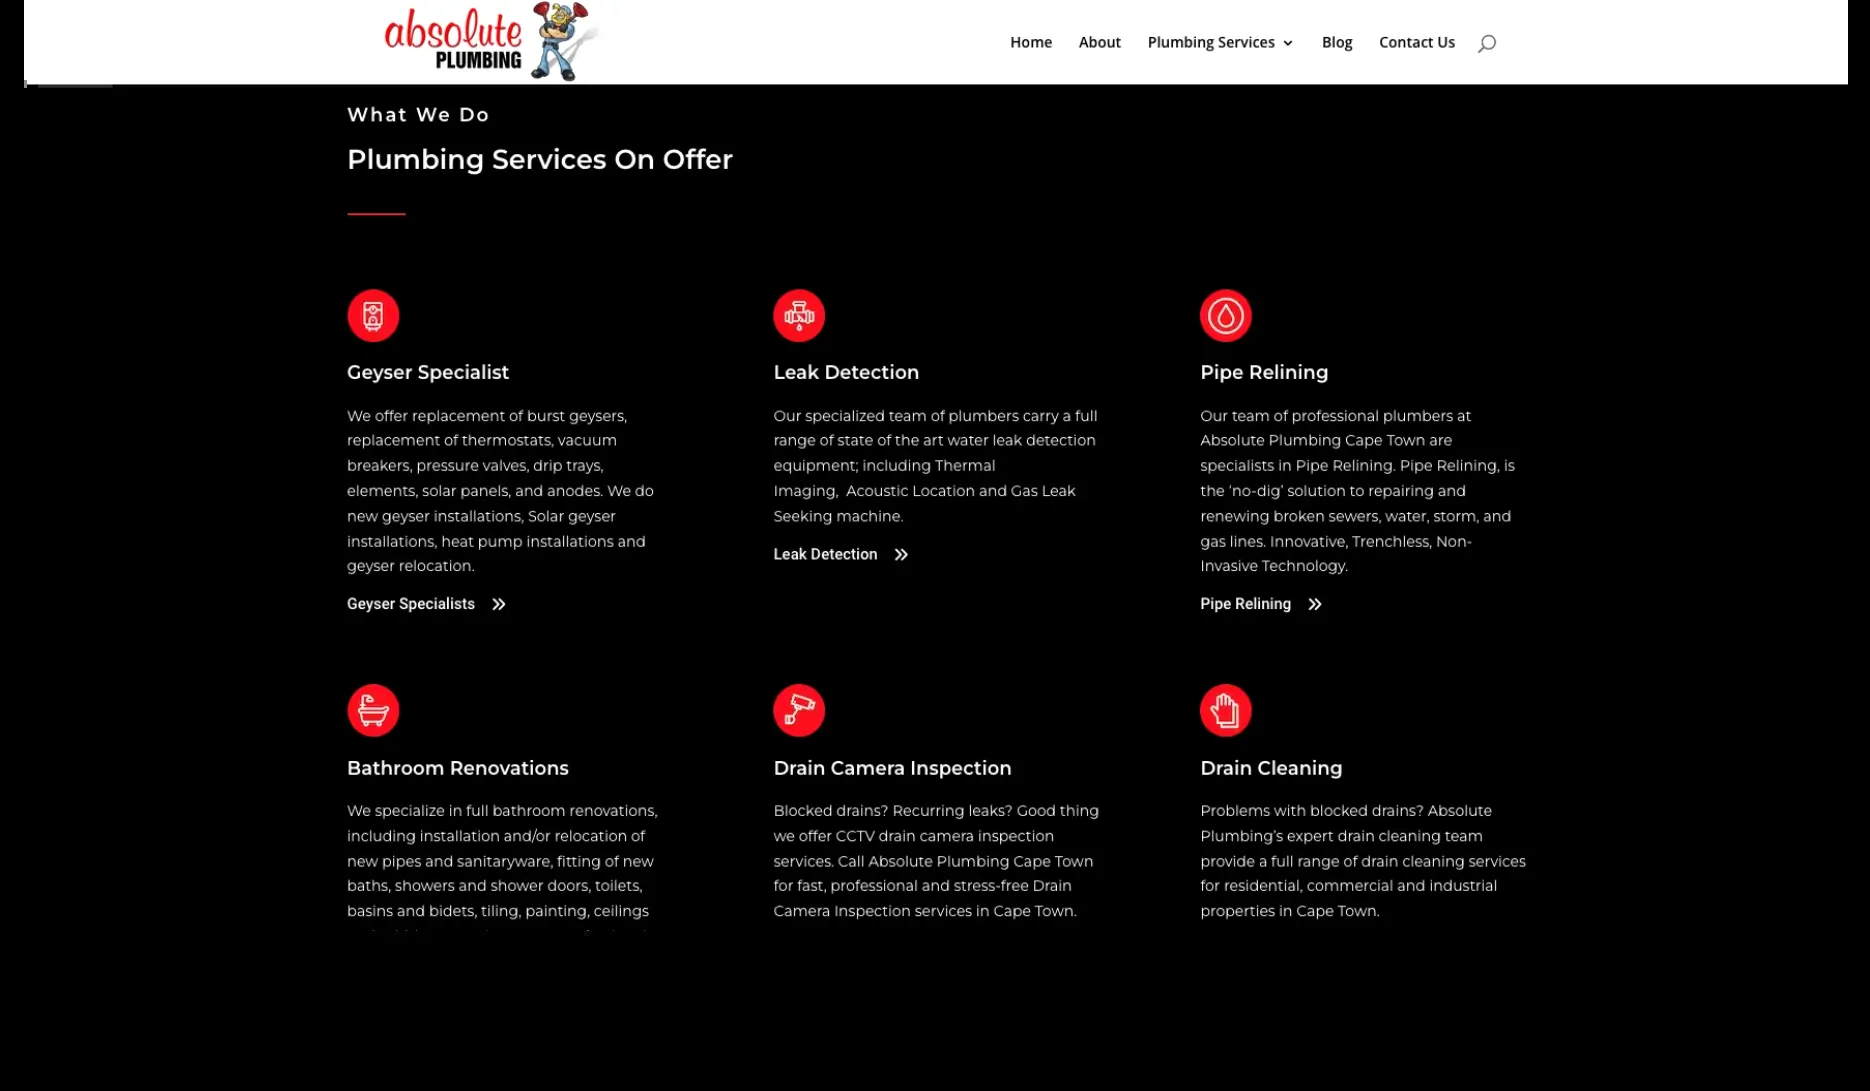 absolute
PLUMBING
Home About Plumbing Services Blog Contact Us
What We Do
Plumbing Services On Offer
Geyser Specialist
We offer replacement of burst geysers,
replacement of thermostats, vacuum
breakers, pressure valves, drip trays,
elements, solar panels, and anodes. We do
new geyser installations, Solar geyser
installations, heat pump installations and
geyser relocation.
Geyser Specialists
Leak Detection
Our specialized team of plumbers carry a full
range of state of the art water leak detection
equipment; including Thermal
Imaging,  Acoustic Location and Gas Leak
Seeking machine.
Leak Detection
Pipe Relining
Our team of professional plumbers at
Absolute Plumbing Cape Town are
specialists in Pipe Relining. Pipe Relining, is
the ‘no-dig’ solution to repairing and
renewing broken sewers, water, storm, and
gas lines. Innovative, Trenchless, Non-
Invasive Technology.
Pipe Relining
Bathroom Renovations
We specialize in full bathroom renovations,
including installation and/or relocation of
new pipes and sanitaryware, fitting of new
baths, showers and shower doors, toilets,
basins and bidets, tiling, painting, ceilings
Drain Camera Inspection
Blocked drains? Recurring leaks? Good thing
we offer CCTV drain camera inspection
services. Call Absolute Plumbing Cape Town
for fast, professional and stress-free Drain
Camera Inspection services in Cape Town.
Drain Cleaning
Problems with blocked drains? Absolute
Plumbing’s expert drain cleaning team
provide a full range of drain cleaning services
for residential, commercial and industrial
properties in Cape Town.